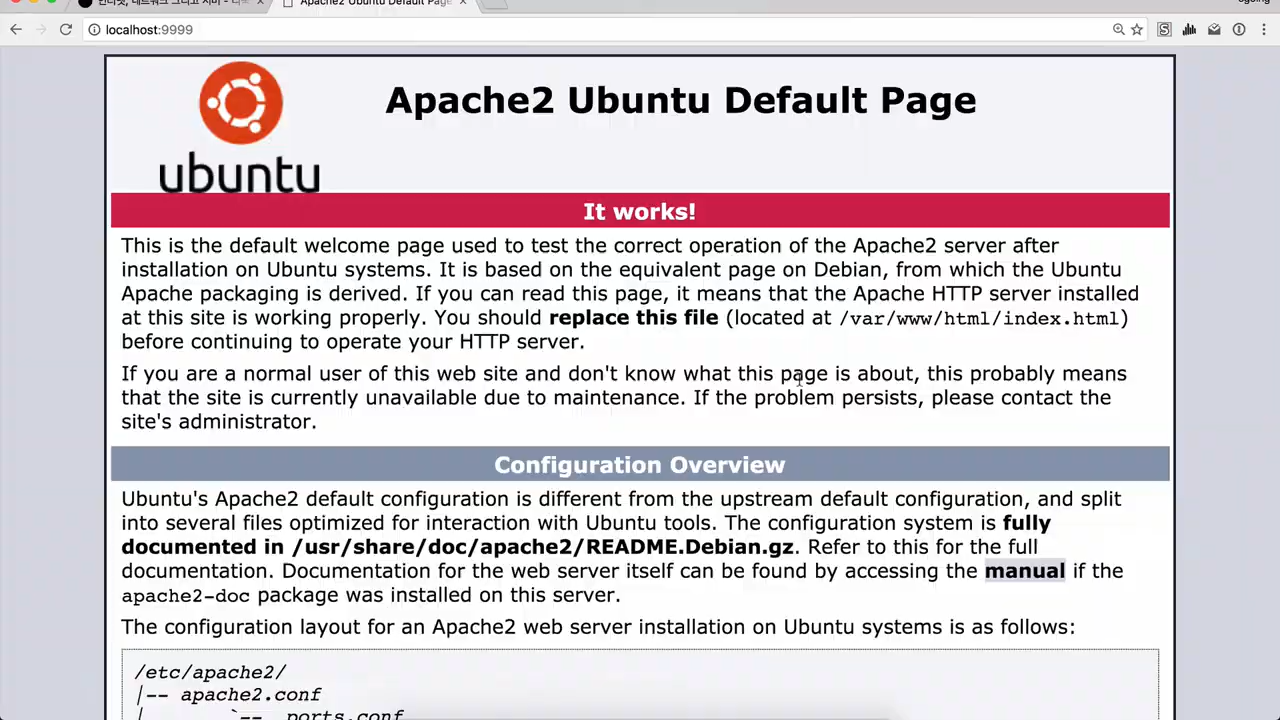 Apache2 Ubuntu Default Page
localhost:9999
ubuntu
Apache2 Ubuntu Default Page
It works!
This is the default welcome page used to test the correct operation of the Apache2 server after
installation on Ubuntu systems. It is based on the equivalent page on Debian, from which the Ubuntu
Apache packaging is derived. If you can read this page, it means that the Apache HTTP server installed
at this site is working properly. You should replace this file (located at /var/www/html/index.html)
before continuing to operate your HTTP server.
If you are a normal user of this web site and don't know what this page is about, this probably means
that the site is currently unavailable due to maintenance. If the problem persists, please contact the
site's administrator.
Configuration Overview
Ubuntu's Apache2 default configuration is different from the upstream default configuration, and split
into several files optimized for interaction with Ubuntu tools. The configuration system is fully
documented in /usr/share/doc/apache2/README.Debian.gz. Refer to this for the full
documentation. Documentation for the web server itself can be found by accessing the manual if the
apache2-doc package was installed on this server.
The configuration layout for an Apache2 web server installation on Ubuntu systems is as follows:
/etc/apache2/
|-- apache2.conf
| `-- ports.conf